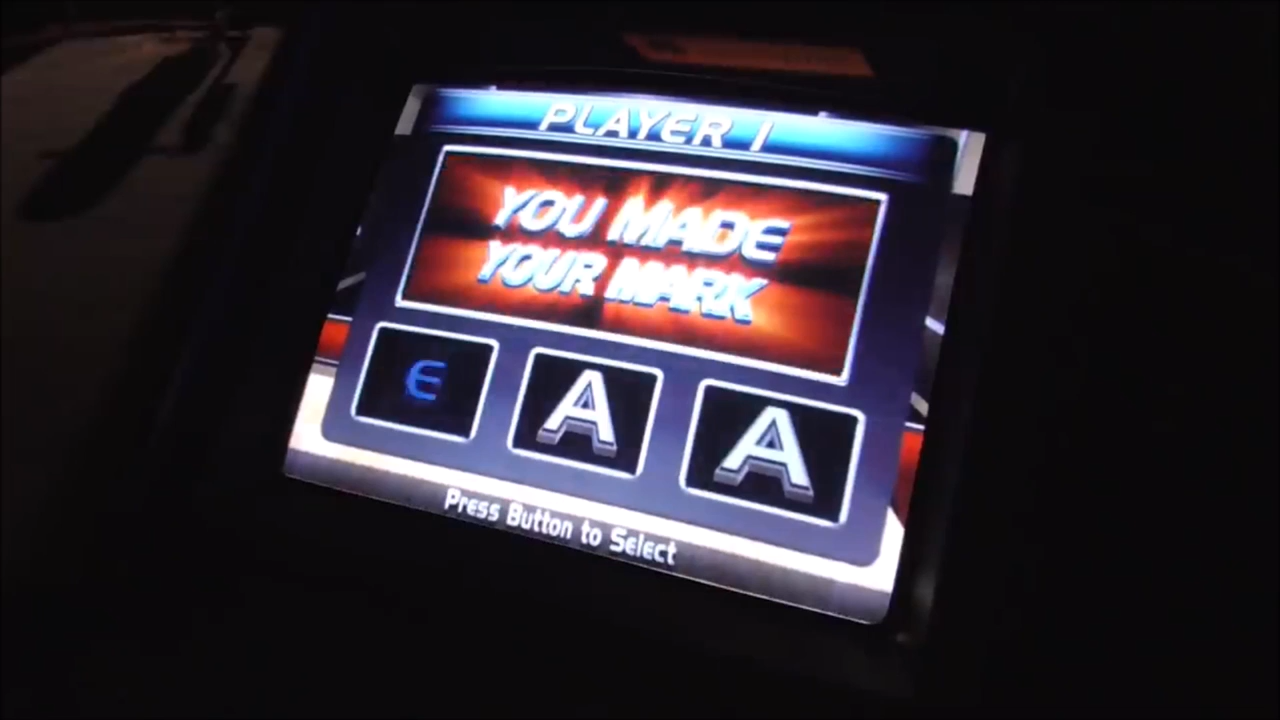 PLAYER 1
YOU MADE
YOUR MARK
E A A
Press Button to Select